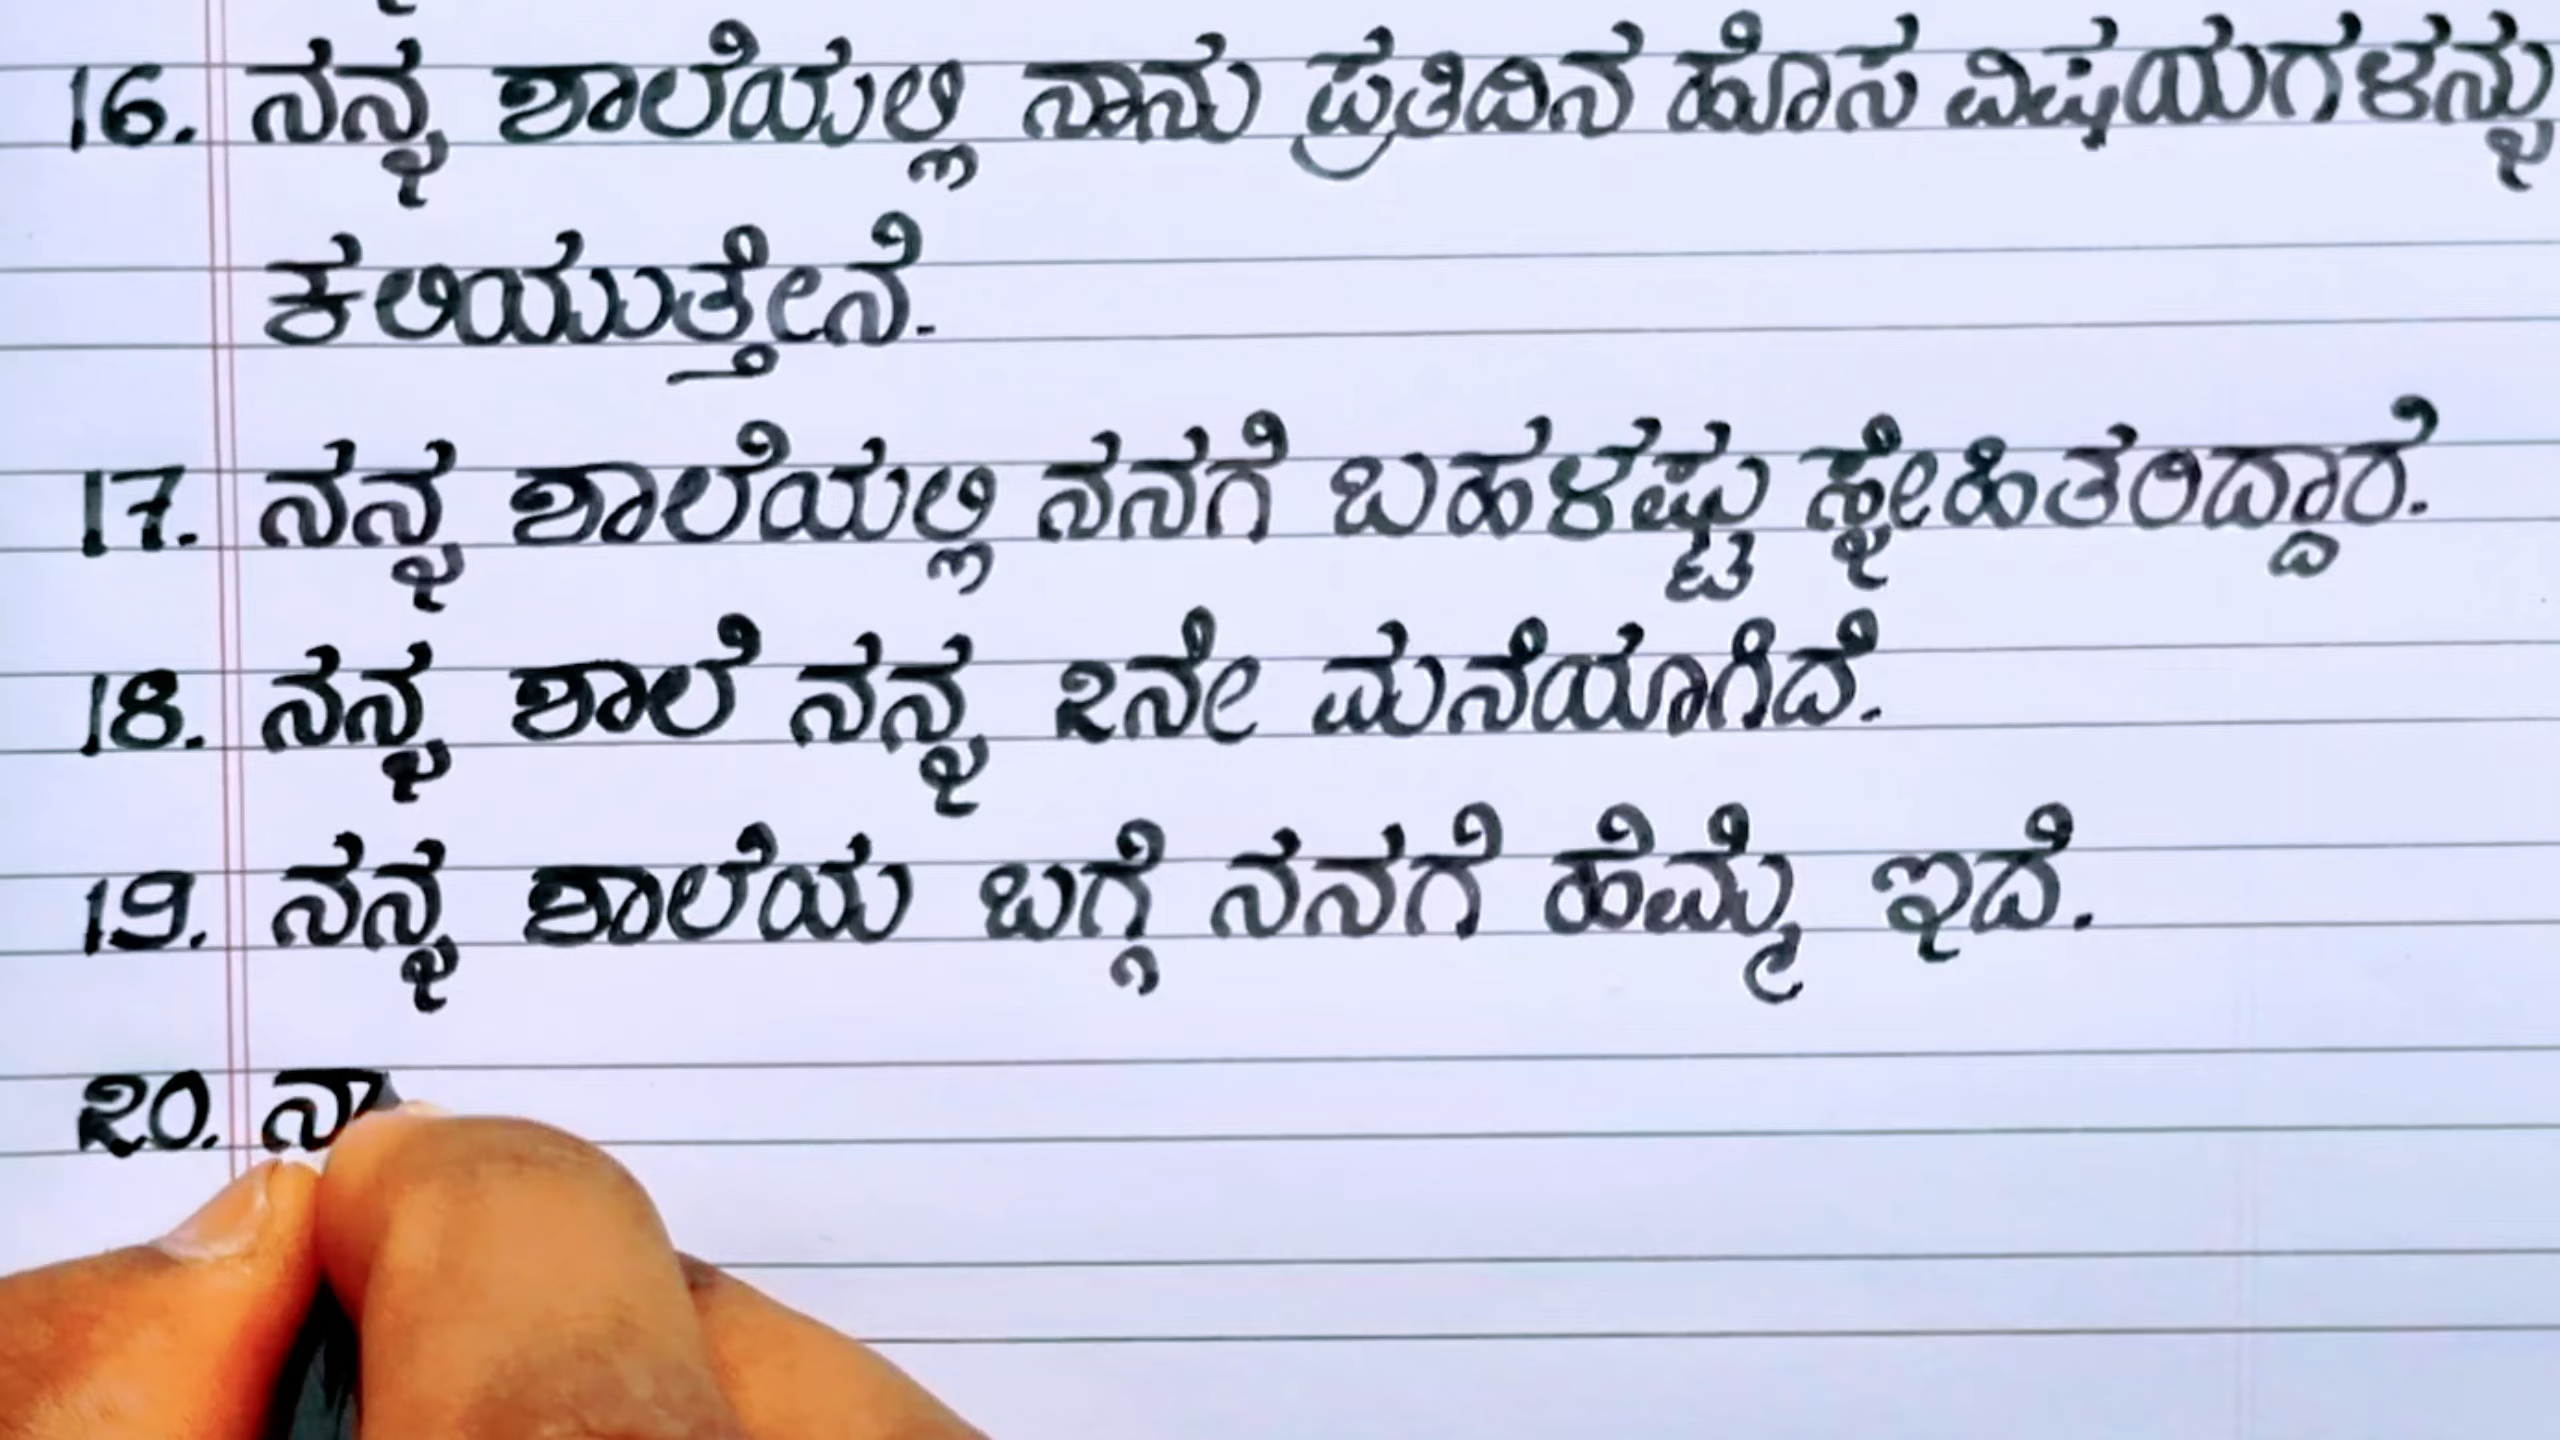 16. ನನ್ನ ಶಾಲೆಯಲ್ಲಿ ನಾನು ಪ್ರತಿದಿನ ಹೊಸ ವಿಷಯಗಳನ್ನು
ಕಲಿಯುತ್ತೇನೆ.
17. ನನ್ನ ಶಾಲೆಯಲ್ಲಿ ನನಗೆ ಬಹಳಷ್ಟು ಸ್ನೇಹಿತರಿದ್ದಾರೆ.
18. ನನ್ನ ಶಾಲೆ ನನ್ನ 2ನೇ ಮನೆಯಾಗಿದೆ.
19. ನನ್ನ ಶಾಲೆಯ ಬಗ್ಗೆ ನನಗೆ ಹೆಮ್ಮೆ ಇದೆ.
20. ನಾ